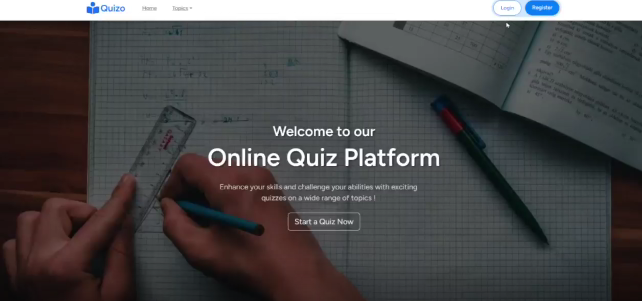 Quizo
Home
Topics
Login
Register
Welcome to our
Online Quiz Platform
Enhance your skills and challenge your abilities with exciting
quizzes on a wide range of topics !
Start a Quiz Now